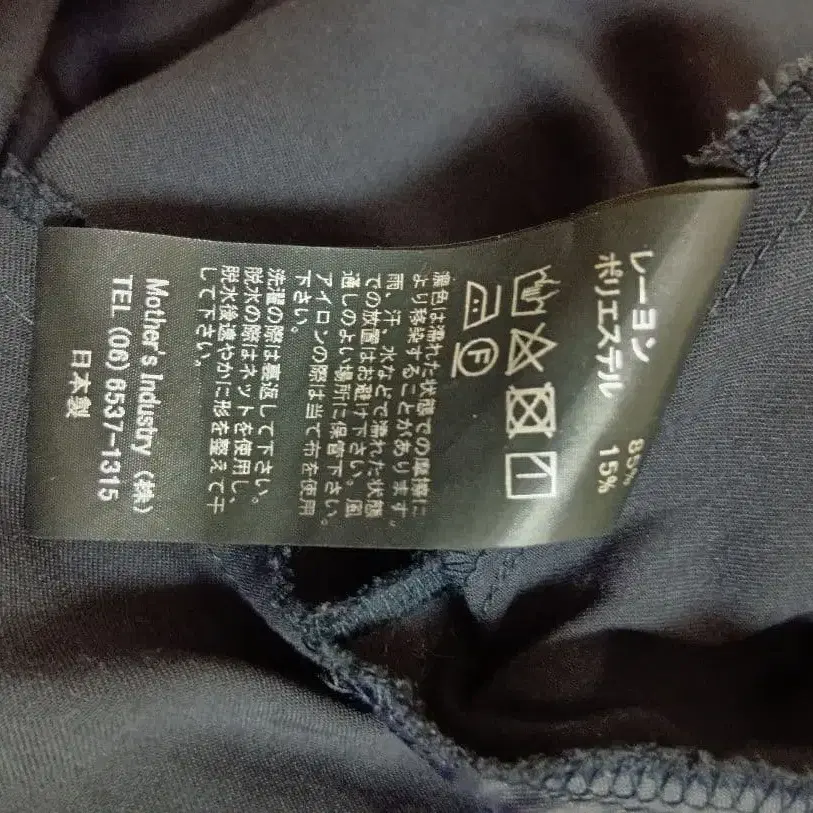 レーヨン 85%
ポリエステル 15%
F
濃色は濡れた状態での摩擦に
より移染することがあります。
雨、汗、水などで濡れた状態
での放置はお避け下さい。風
通しのよい場所に保管下さい。
アイロンの際は当て布を使用
下さい。
洗濯の際は裏返して下さい。
脱水の際はネットを使用し、
脱水後速やかに形を整えて干
して下さい。
Mother's Industry (株)
TEL (06) 6537-1315
日本製